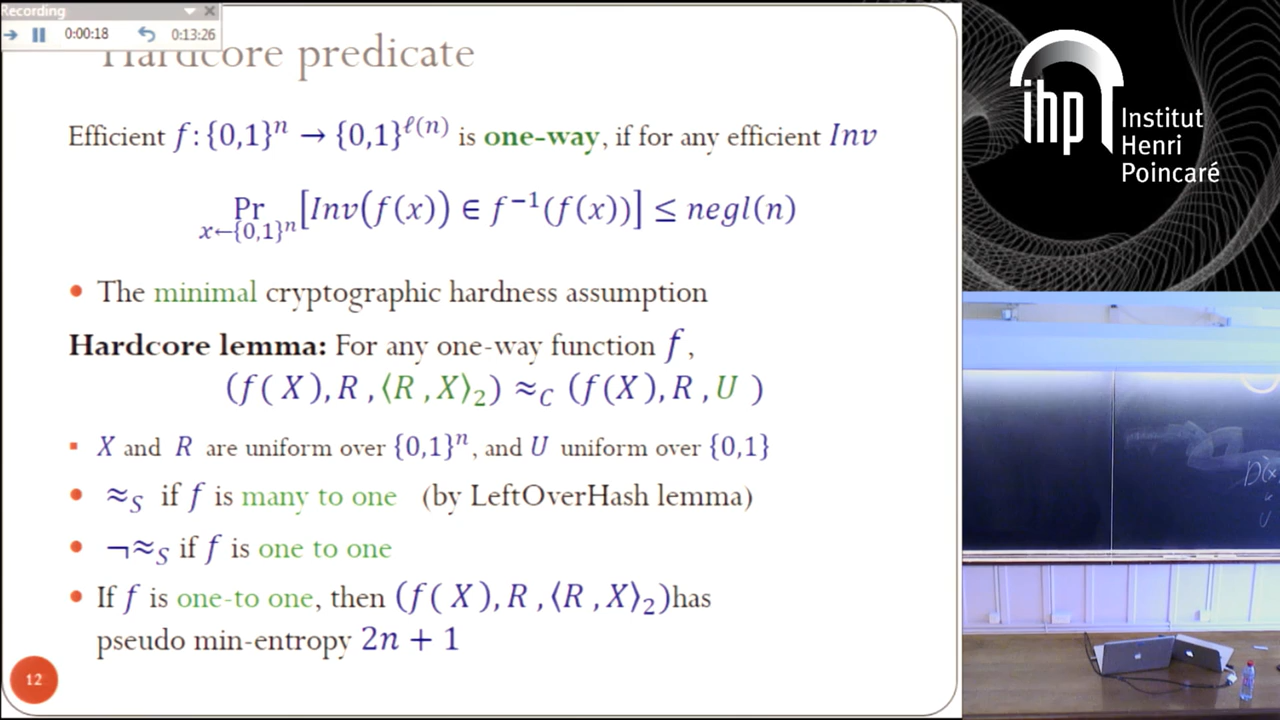 Recording
0:00:18
0:13:26
Hardcore predicate
Efficient f:{0,1}ⁿ → {0,1}^ℓ(n) is one-way, if for any efficient Inv
Pr x←{0,1}ⁿ [Inv(f(x)) ∈ f⁻¹(f(x))] ≤ negl(n)
• The minimal cryptographic hardness assumption
Hardcore lemma: For any one-way function f,
(f(X), R, ⟨R, X⟩₂) ≈_C (f(X), R, U)
▪ X and R are uniform over {0,1}ⁿ, and U uniform over {0,1}
• ≈_S if f is many to one (by LeftOverHash lemma)
• ¬≈_S if f is one to one
• If f is one-to one, then (f(X), R, ⟨R, X⟩₂)has
pseudo min-entropy 2n + 1
12
ihp
Institut
Henri
Poincaré